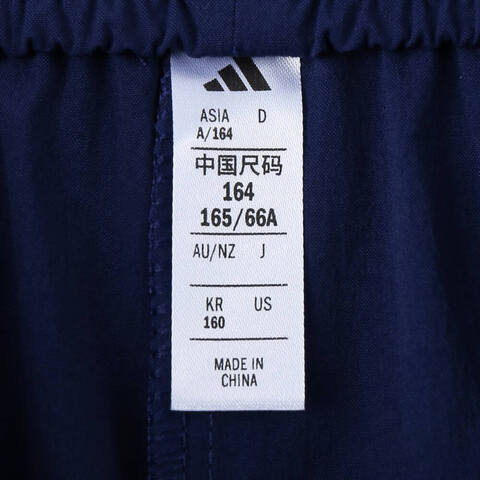 ASIA D
A/164
中国尺码
164
165/66A
AU/NZ J
KR US
160
MADE IN
CHINA